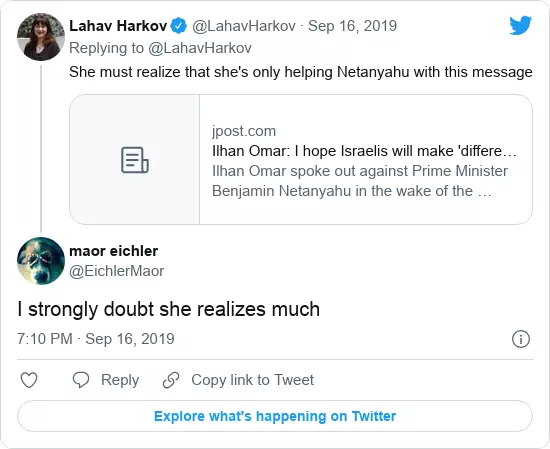 Lahav Harkov @LahavHarkov · Sep 16, 2019
Replying to @LahavHarkov
She must realize that she's only helping Netanyahu with this message
jpost.com
Ilhan Omar: I hope Israelis will make 'differe…
Ilhan Omar spoke out against Prime Minister
Benjamin Netanyahu in the wake of the …
maor eichler
@EichlerMaor
I strongly doubt she realizes much
7:10 PM · Sep 16, 2019
Reply Copy link to Tweet
Explore what's happening on Twitter